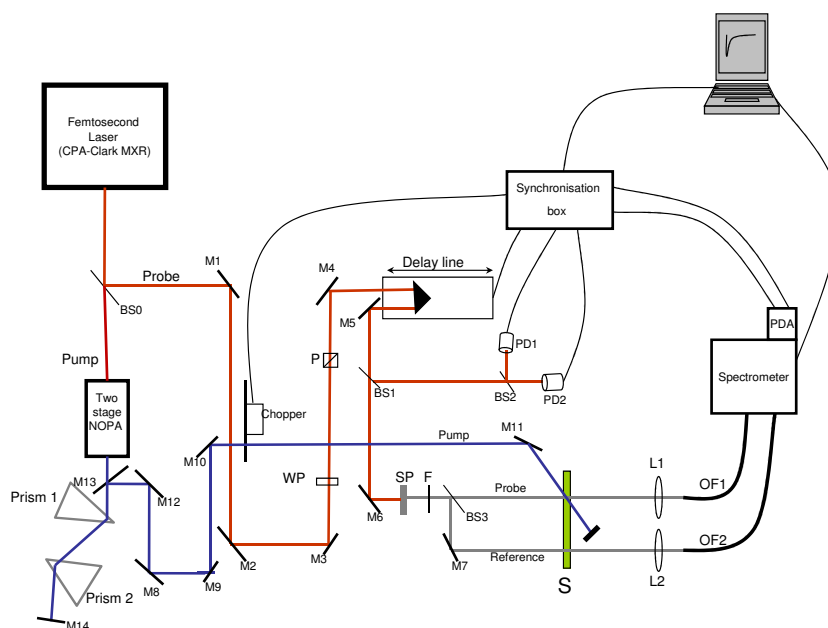 Femtosecond
Laser
(CPA-Clark MXR)
Synchronisation
box
M1
M4
Delay line
Probe
BS0
M5
PD1
PDA
Pump
P
BS1
BS2
PD2
Spectrometer
Two
stage
NOPA
Chopper
M10
Pump
M11
M13
M12
WP
SP
F
L1
OF1
Prism 1
M6
BS3
Probe
M2
M3
OF2
M7
Reference
L2
M8
M9
S
Prism 2
M14